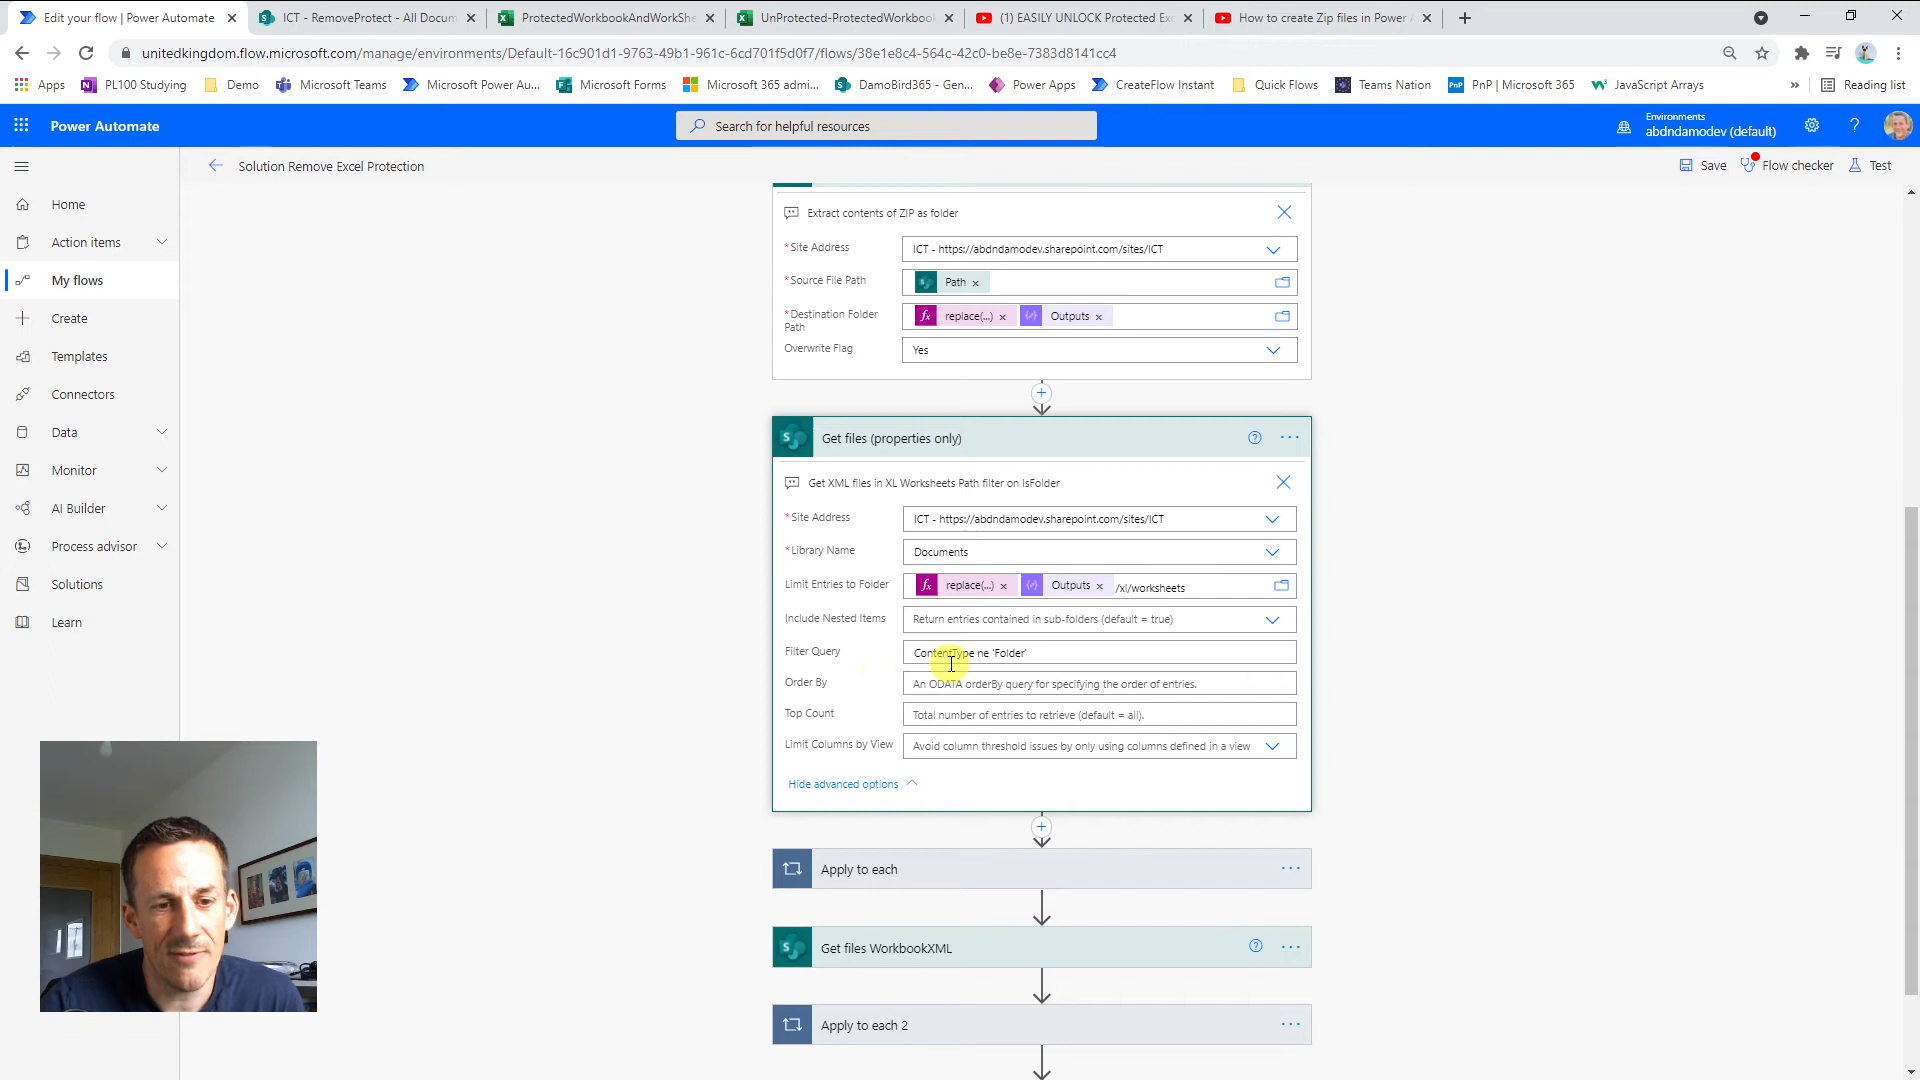 Edit your flow | Power Automate
ICT - RemoveProtect - All Docum
ProtectedWorkbookAndWorkShe
UnProtected-ProtectedWorkbook
(1) EASILY UNLOCK Protected Exc
How to create Zip files in Power A
unitedkingdom.flow.microsoft.com/manage/environments/Default-16c901d1-9763-49b1-961c-6cd701f5d0f7/flows/38e1e8c4-564c-42c0-be8e-7383d8141cc4
Apps
PL100 Studying
Demo
Microsoft Teams
Microsoft Power Au...
Microsoft Forms
Microsoft 365 admi...
DamoBird365 - Gen...
Power Apps
CreateFlow Instant
Quick Flows
Teams Nation
PnP | Microsoft 365
JavaScript Arrays
»
Reading list
Power Automate
Search for helpful resources
Environments
abdndamodev (default)
?
Solution Remove Excel Protection
Save
Flow checker
Test
Home
Action items
My flows
Create
Templates
Connectors
Data
Monitor
AI Builder
Process advisor
Solutions
Learn
Extract contents of ZIP as folder
*Site Address
ICT - https://abdndamodev.sharepoint.com/sites/ICT
*Source File Path
Path ×
*Destination Folder Path
fx replace(...) × Outputs ×
Overwrite Flag
Yes
Get files (properties only)
Get XML files in XL Worksheets Path filter on IsFolder
*Site Address
ICT - https://abdndamodev.sharepoint.com/sites/ICT
*Library Name
Documents
Limit Entries to Folder
fx replace(...) × Outputs × /xl/worksheets
Include Nested Items
Return entries contained in sub-folders (default = true)
Filter Query
ContentType ne 'Folder'
Order By
An ODATA orderBy query for specifying the order of entries.
Top Count
Total number of entries to retrieve (default = all).
Limit Columns by View
Avoid column threshold issues by only using columns defined in a view
Hide advanced options
Apply to each
Get files WorkbookXML
Apply to each 2